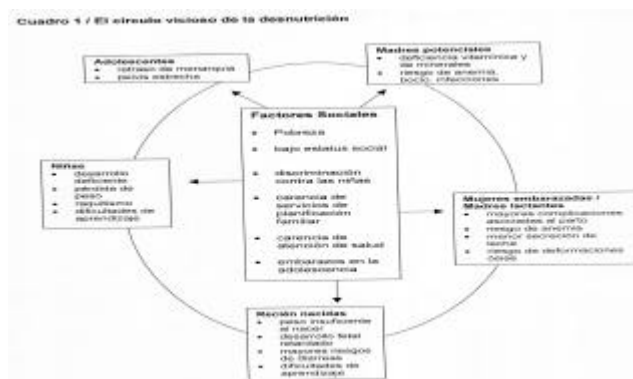 Cuadro 1 / El circulo vicioso de la desnutrición
Adolescentes
• retraso de menarquia
• pelvis estrecha
Madres potenciales
• deficiencia vitamínica y
de minerales
• riesgo de anemia,
bocio, infecciones
Factores Sociales
• Pobreza
• bajo estatus social
• discriminación
contra las niñas
• carencia de
servicios de
planificación
familiar
• carencia de
atención de salud
• embarazos en la
adolescencia
Niñas
• desarrollo
deficiente
• pérdida de
peso
• raquitismo
• dificultades de
aprendizaje
Mujeres embarazadas /
Madres lactantes
• mayores complicaciones
asociadas al parto
• riesgo de anemia
• menor secreción de
leche
• riesgo de deformaciones
óseas
Recién nacidas
• peso insuficiente
al nacer
• desarrollo fetal
retardado
• mayores riesgos
de diarreas
• dificultades de
aprendizaje